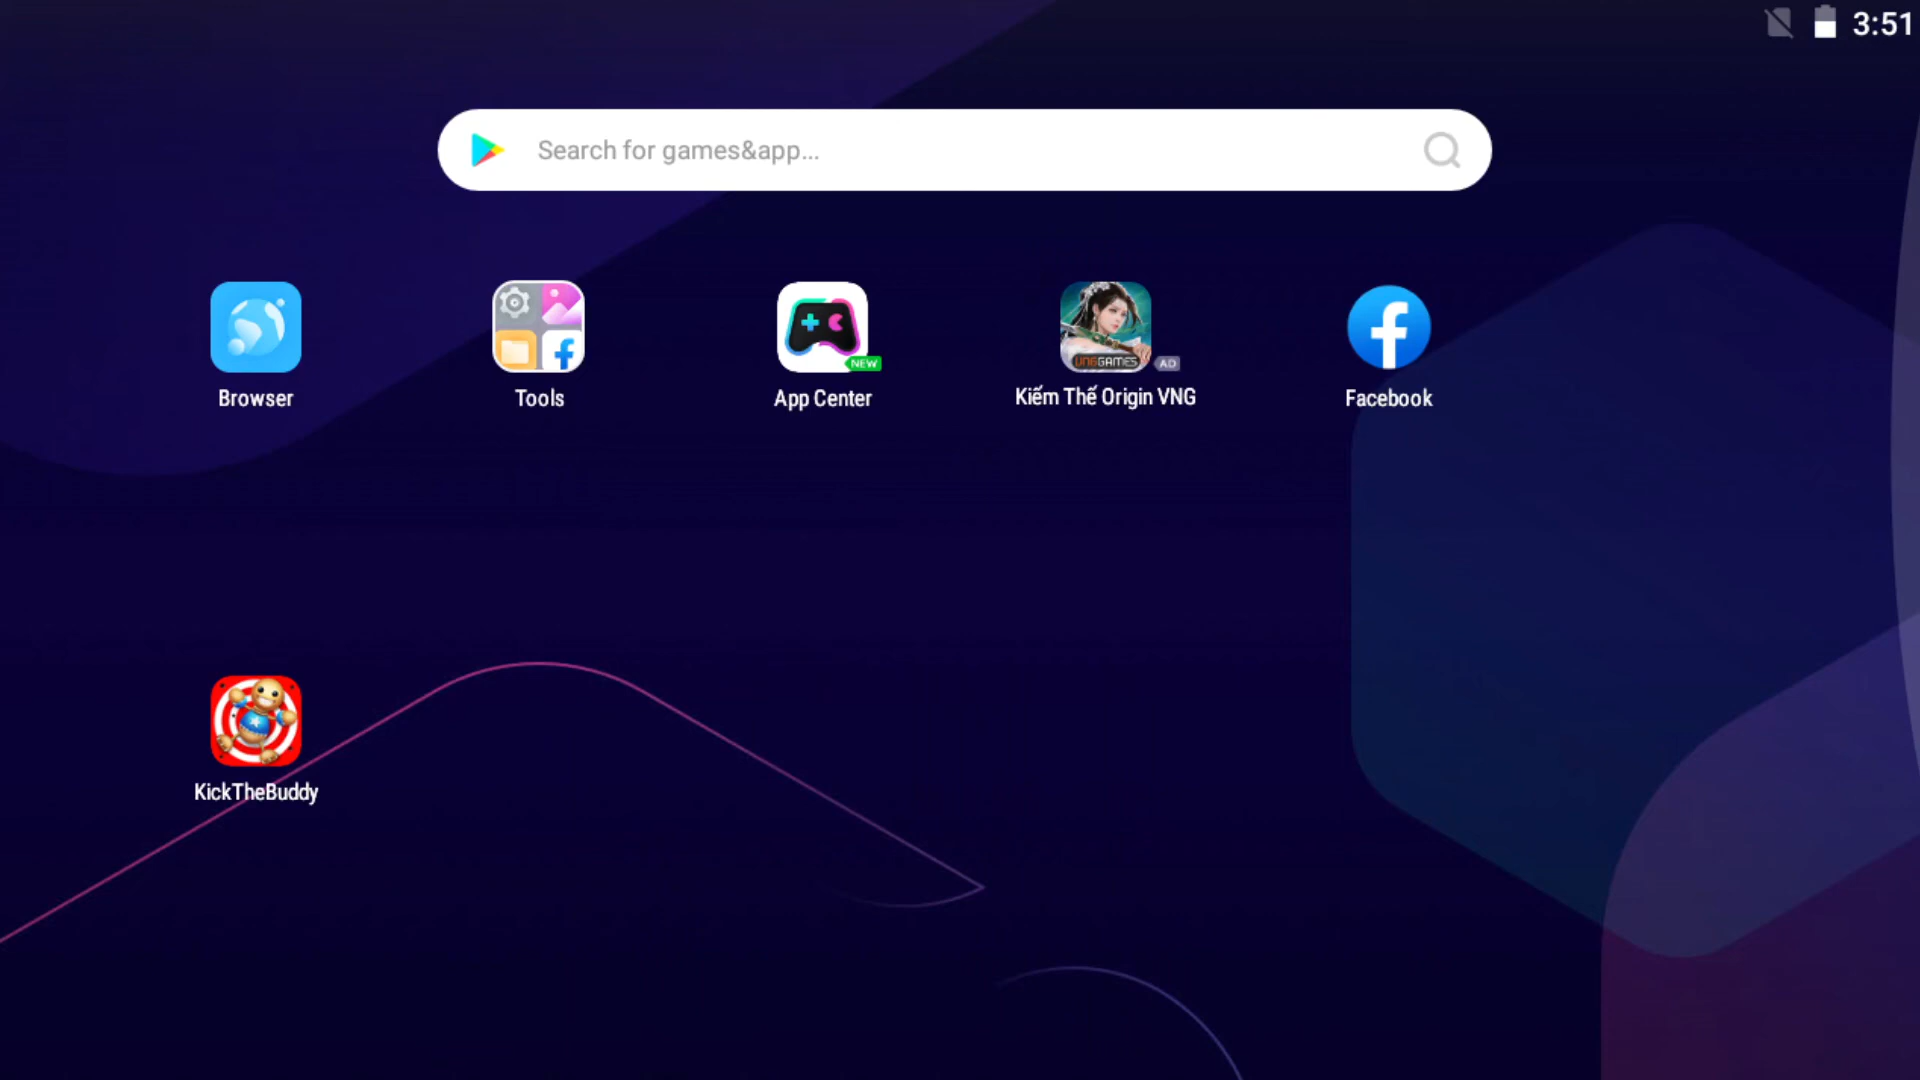 3:51
Search for games&app...
NEW
VNGGAMES
AD
Browser
Tools
App Center
Kiếm Thế Origin VNG
Facebook
KickTheBuddy